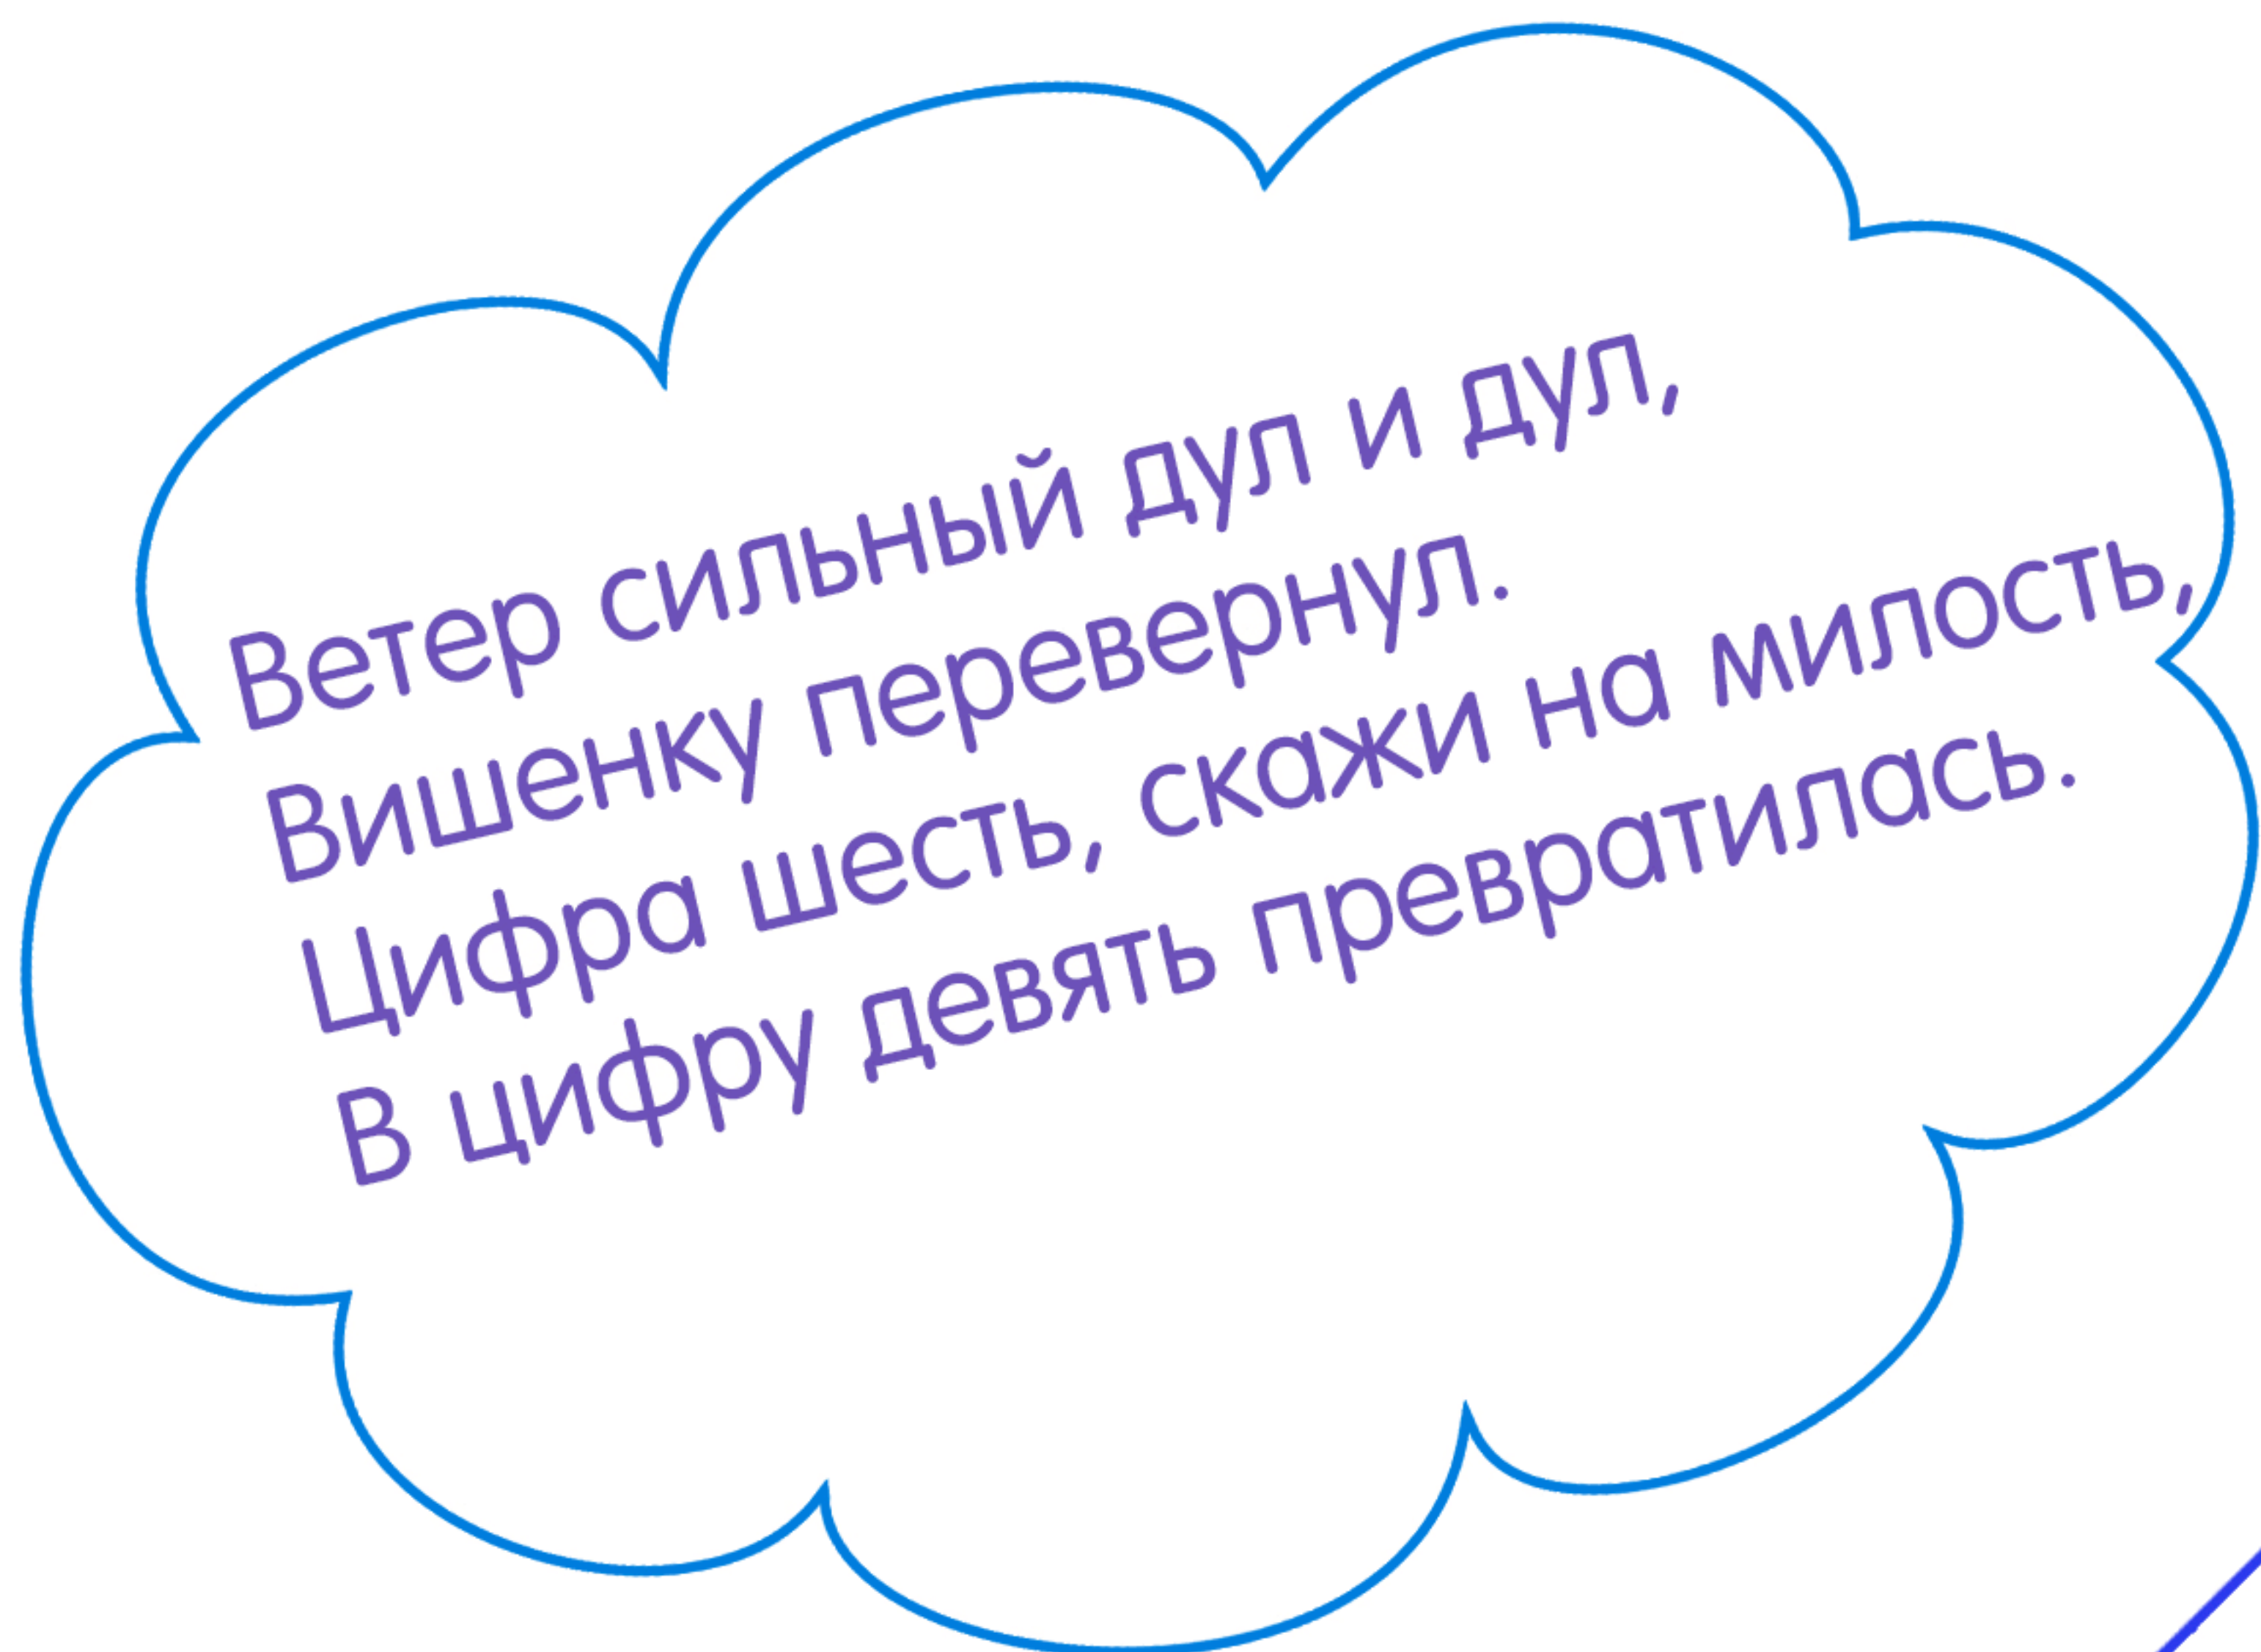 Ветер сильный дул и дул,
Вишенку перевернул.
Цифра шесть, скажи на милость,
В цифру девять превратилась.